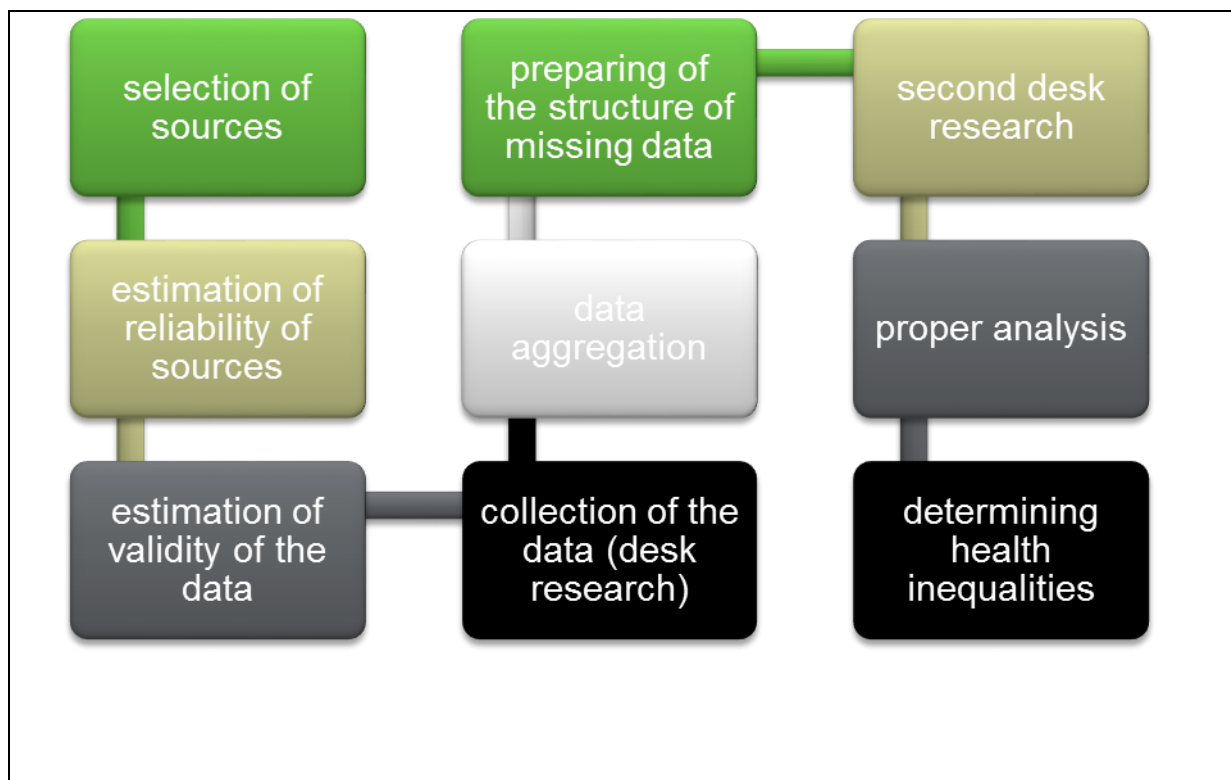 selection of
sources
estimation of
reliability of
sources
estimation of
validity of the
data
collection of the
data (desk
research)
data
aggregation
preparing of
the structure of
missing data
second desk
research
proper analysis
determining
health
inequalities